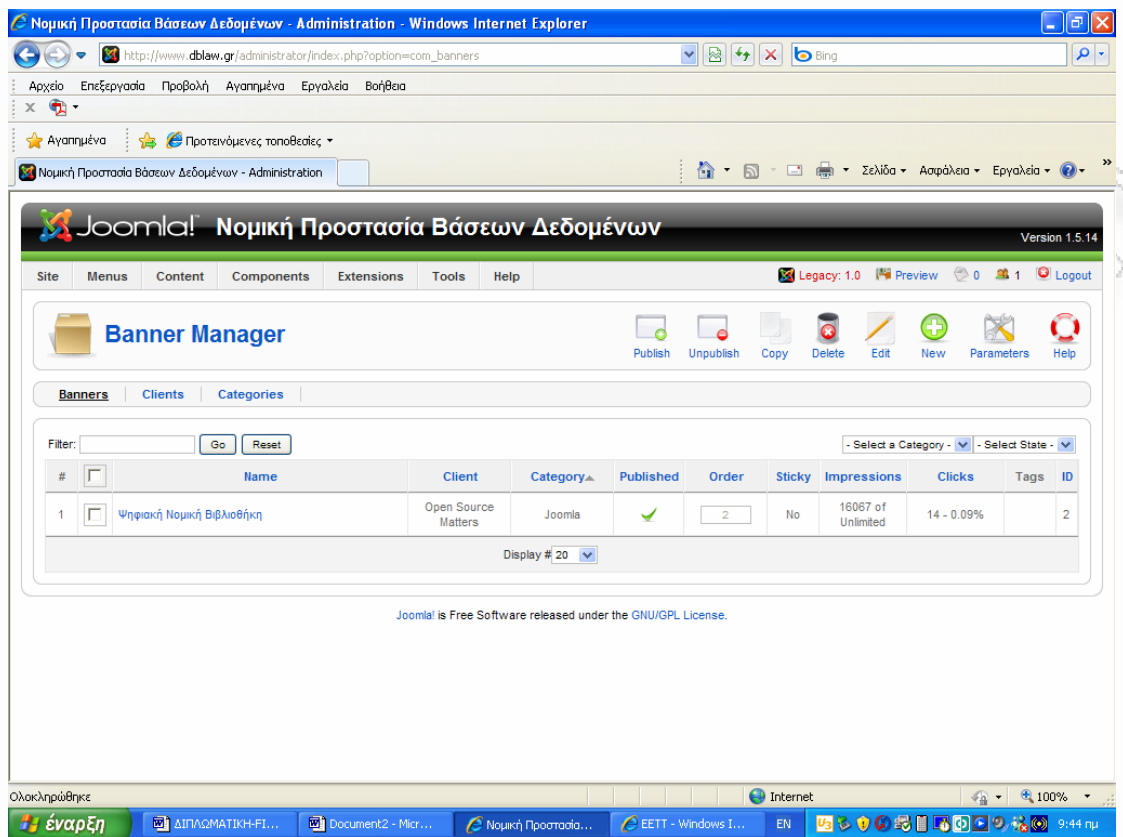 Νομική Προστασία Βάσεων Δεδομένων - Administration - Windows Internet Explorer
http://www.dblaw.gr/administrator/index.php?option=com_banners
Bing
Αρχείο Επεξεργασία Προβολή Αγαπημένα Εργαλεία Βοήθεια
Αγαπημένα Προτεινόμενες τοποθεσίες
Νομική Προστασία Βάσεων Δεδομένων - Administration
Σελίδα Ασφάλεια Εργαλεία
Joomla! Νομική Προστασία Βάσεων Δεδομένων
Version 1.5.14
Site Menus Content Components Extensions Tools Help Legacy: 1.0 Preview 0 1 Logout
Banner Manager
Publish Unpublish Copy Delete Edit New Parameters Help
Banners Clients Categories
Filter: Go Reset - Select a Category - - Select State -
# Name Client Category Published Order Sticky Impressions Clicks Tags ID
1 Ψηφιακή Νομική Βιβλιοθήκη Open Source Matters Joomla 2 No 16067 of Unlimited 14 - 0.09% 2
Display # 20
Joomla! is Free Software released under the GNU/GPL License.
Ολοκληρώθηκε Internet 100%
έναρξη ΔΙΠΛΩΜΑΤΙΚΗ-FI... Document2 - Micr... Νομική Προστασία... EETT - Windows I... EN 9:44 πμ